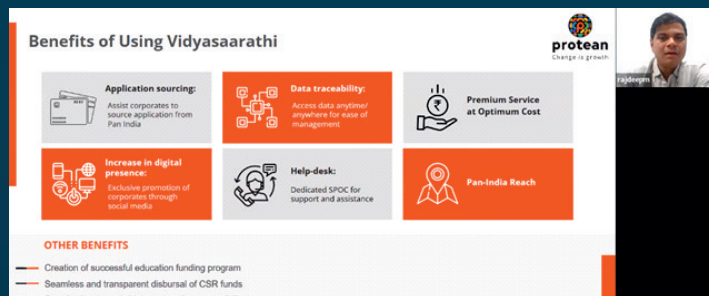 Benefits of Using Vidyasaarathi
protean
Change is growth
rajdeepm
Application sourcing:
Assist corporates to
source application from
Pan India
Data traceability:
Access data anytime/
anywhere for ease of
management
Premium Service
at Optimum Cost
Increase in digital
presence:
Exclusive promotion of
corporates through
social media
Help-desk:
Dedicated SPOC for
support and assistance
Pan-India Reach
OTHER BENEFITS
Creation of successful education funding program
Seamless and transparent disbursal of CSR funds